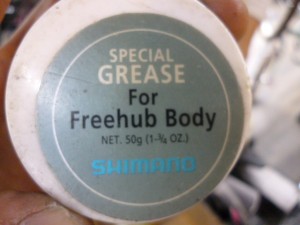 SPECIAL
GREASE
For
Freehub Body
NET. 50g (1-¾ OZ.)
SHIMANO